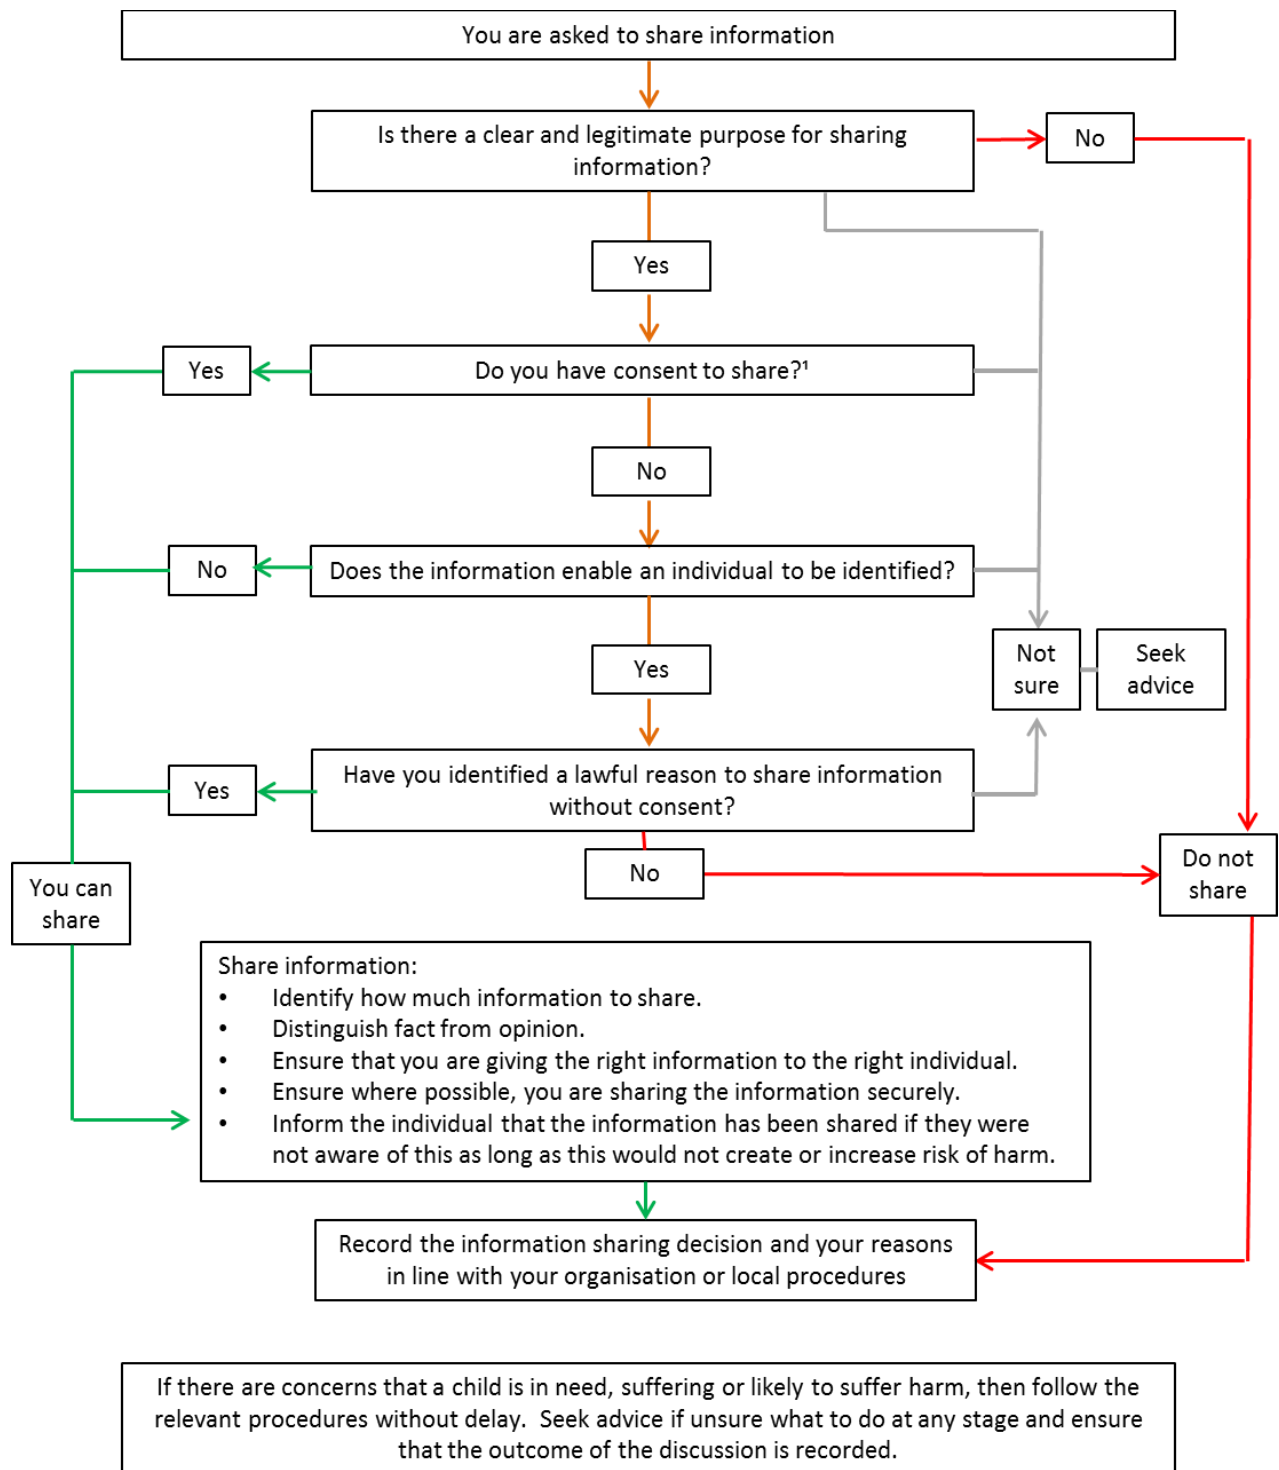 You are asked to share information
Is there a clear and legitimate purpose for sharing
information?
No
Yes
Yes
Do you have consent to share?¹
No
No
Does the information enable an individual to be identified?
Yes
Not
sure
Seek
advice
Yes
Have you identified a lawful reason to share information
without consent?
No
Do not
share
You can
share
Share information:
• Identify how much information to share.
• Distinguish fact from opinion.
• Ensure that you are giving the right information to the right individual.
• Ensure where possible, you are sharing the information securely.
• Inform the individual that the information has been shared if they were
not aware of this as long as this would not create or increase risk of harm.
Record the information sharing decision and your reasons
in line with your organisation or local procedures
If there are concerns that a child is in need, suffering or likely to suffer harm, then follow the
relevant procedures without delay.  Seek advice if unsure what to do at any stage and ensure
that the outcome of the discussion is recorded.